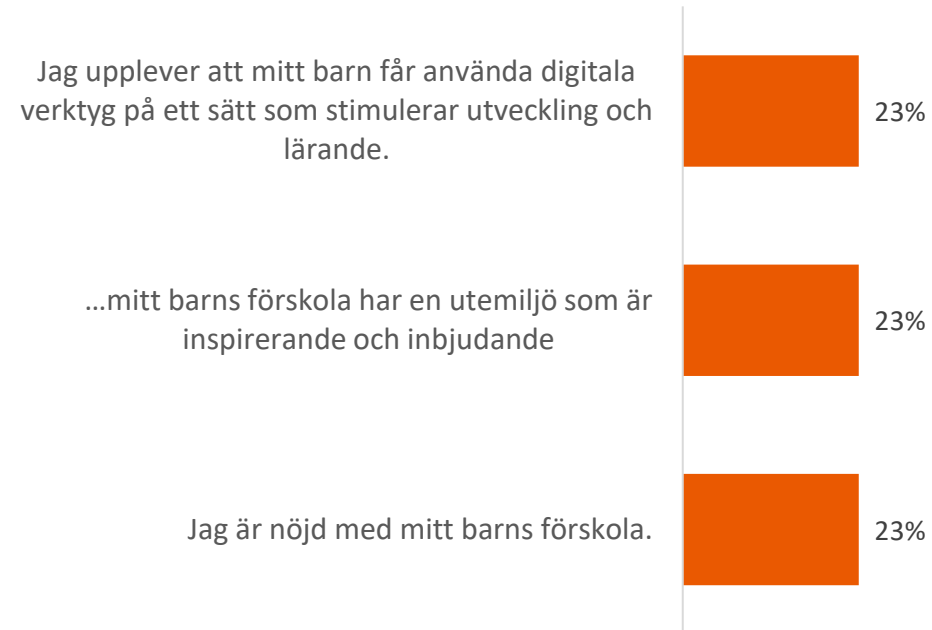 Jag upplever att mitt barn får använda digitala
verktyg på ett sätt som stimulerar utveckling och
lärande.
23%
...mitt barns förskola har en utemiljö som är
inspirerande och inbjudande
23%
Jag är nöjd med mitt barns förskola.
23%